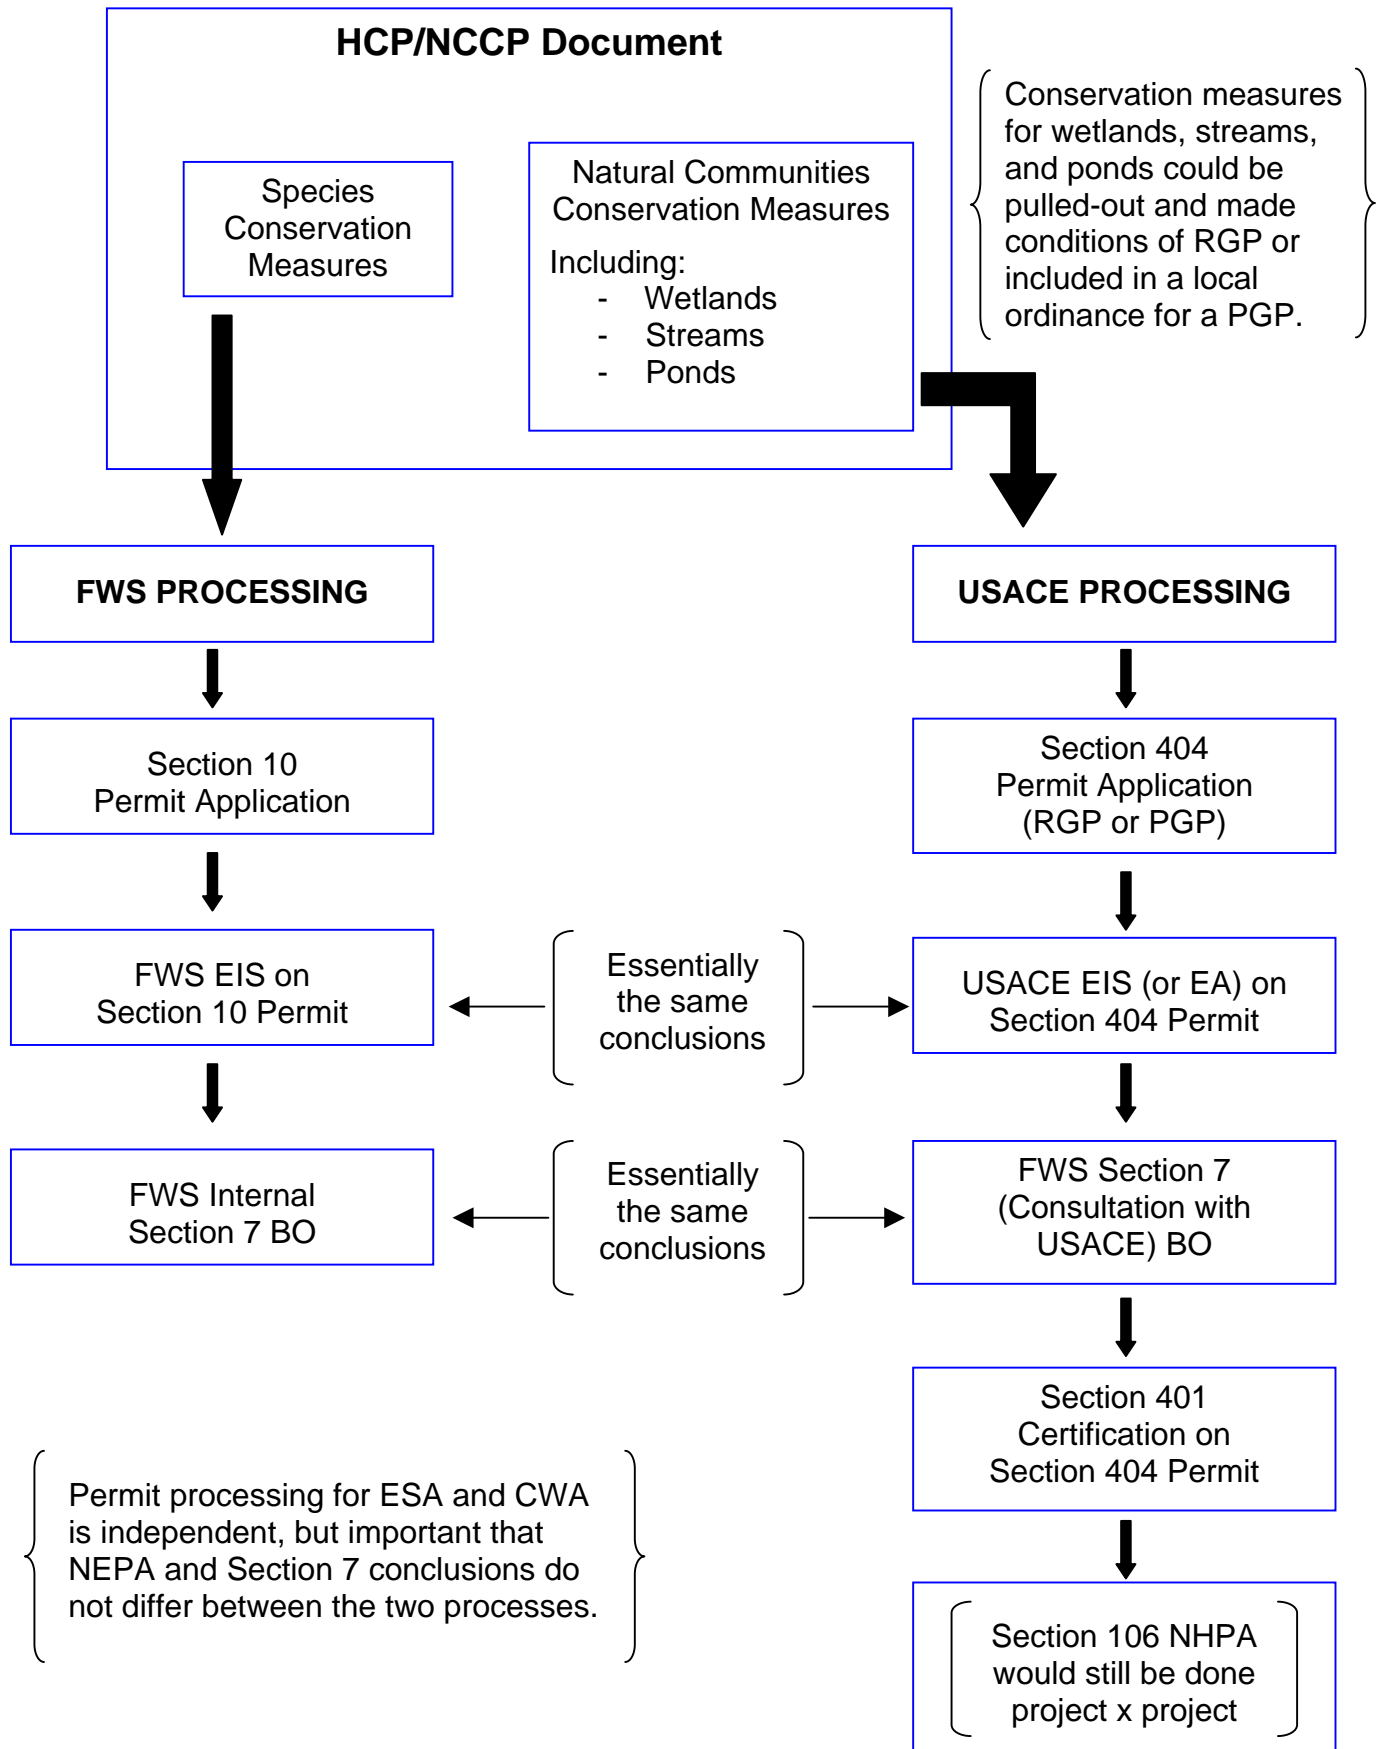 HCP/NCCP Document
Species
Conservation
Measures
Natural Communities
Conservation Measures
Including:
- Wetlands
- Streams
- Ponds
Conservation measures
for wetlands, streams,
and ponds could be
pulled-out and made
conditions of RGP or
included in a local
ordinance for a PGP.
FWS PROCESSING
USACE PROCESSING
Section 10
Permit Application
Section 404
Permit Application
(RGP or PGP)
FWS EIS on
Section 10 Permit
Essentially
the same
conclusions
USACE EIS (or EA) on
Section 404 Permit
FWS Internal
Section 7 BO
Essentially
the same
conclusions
FWS Section 7
(Consultation with
USACE) BO
Section 401
Certification on
Section 404 Permit
Permit processing for ESA and CWA
is independent, but important that
NEPA and Section 7 conclusions do
not differ between the two processes.
Section 106 NHPA
would still be done
project x project